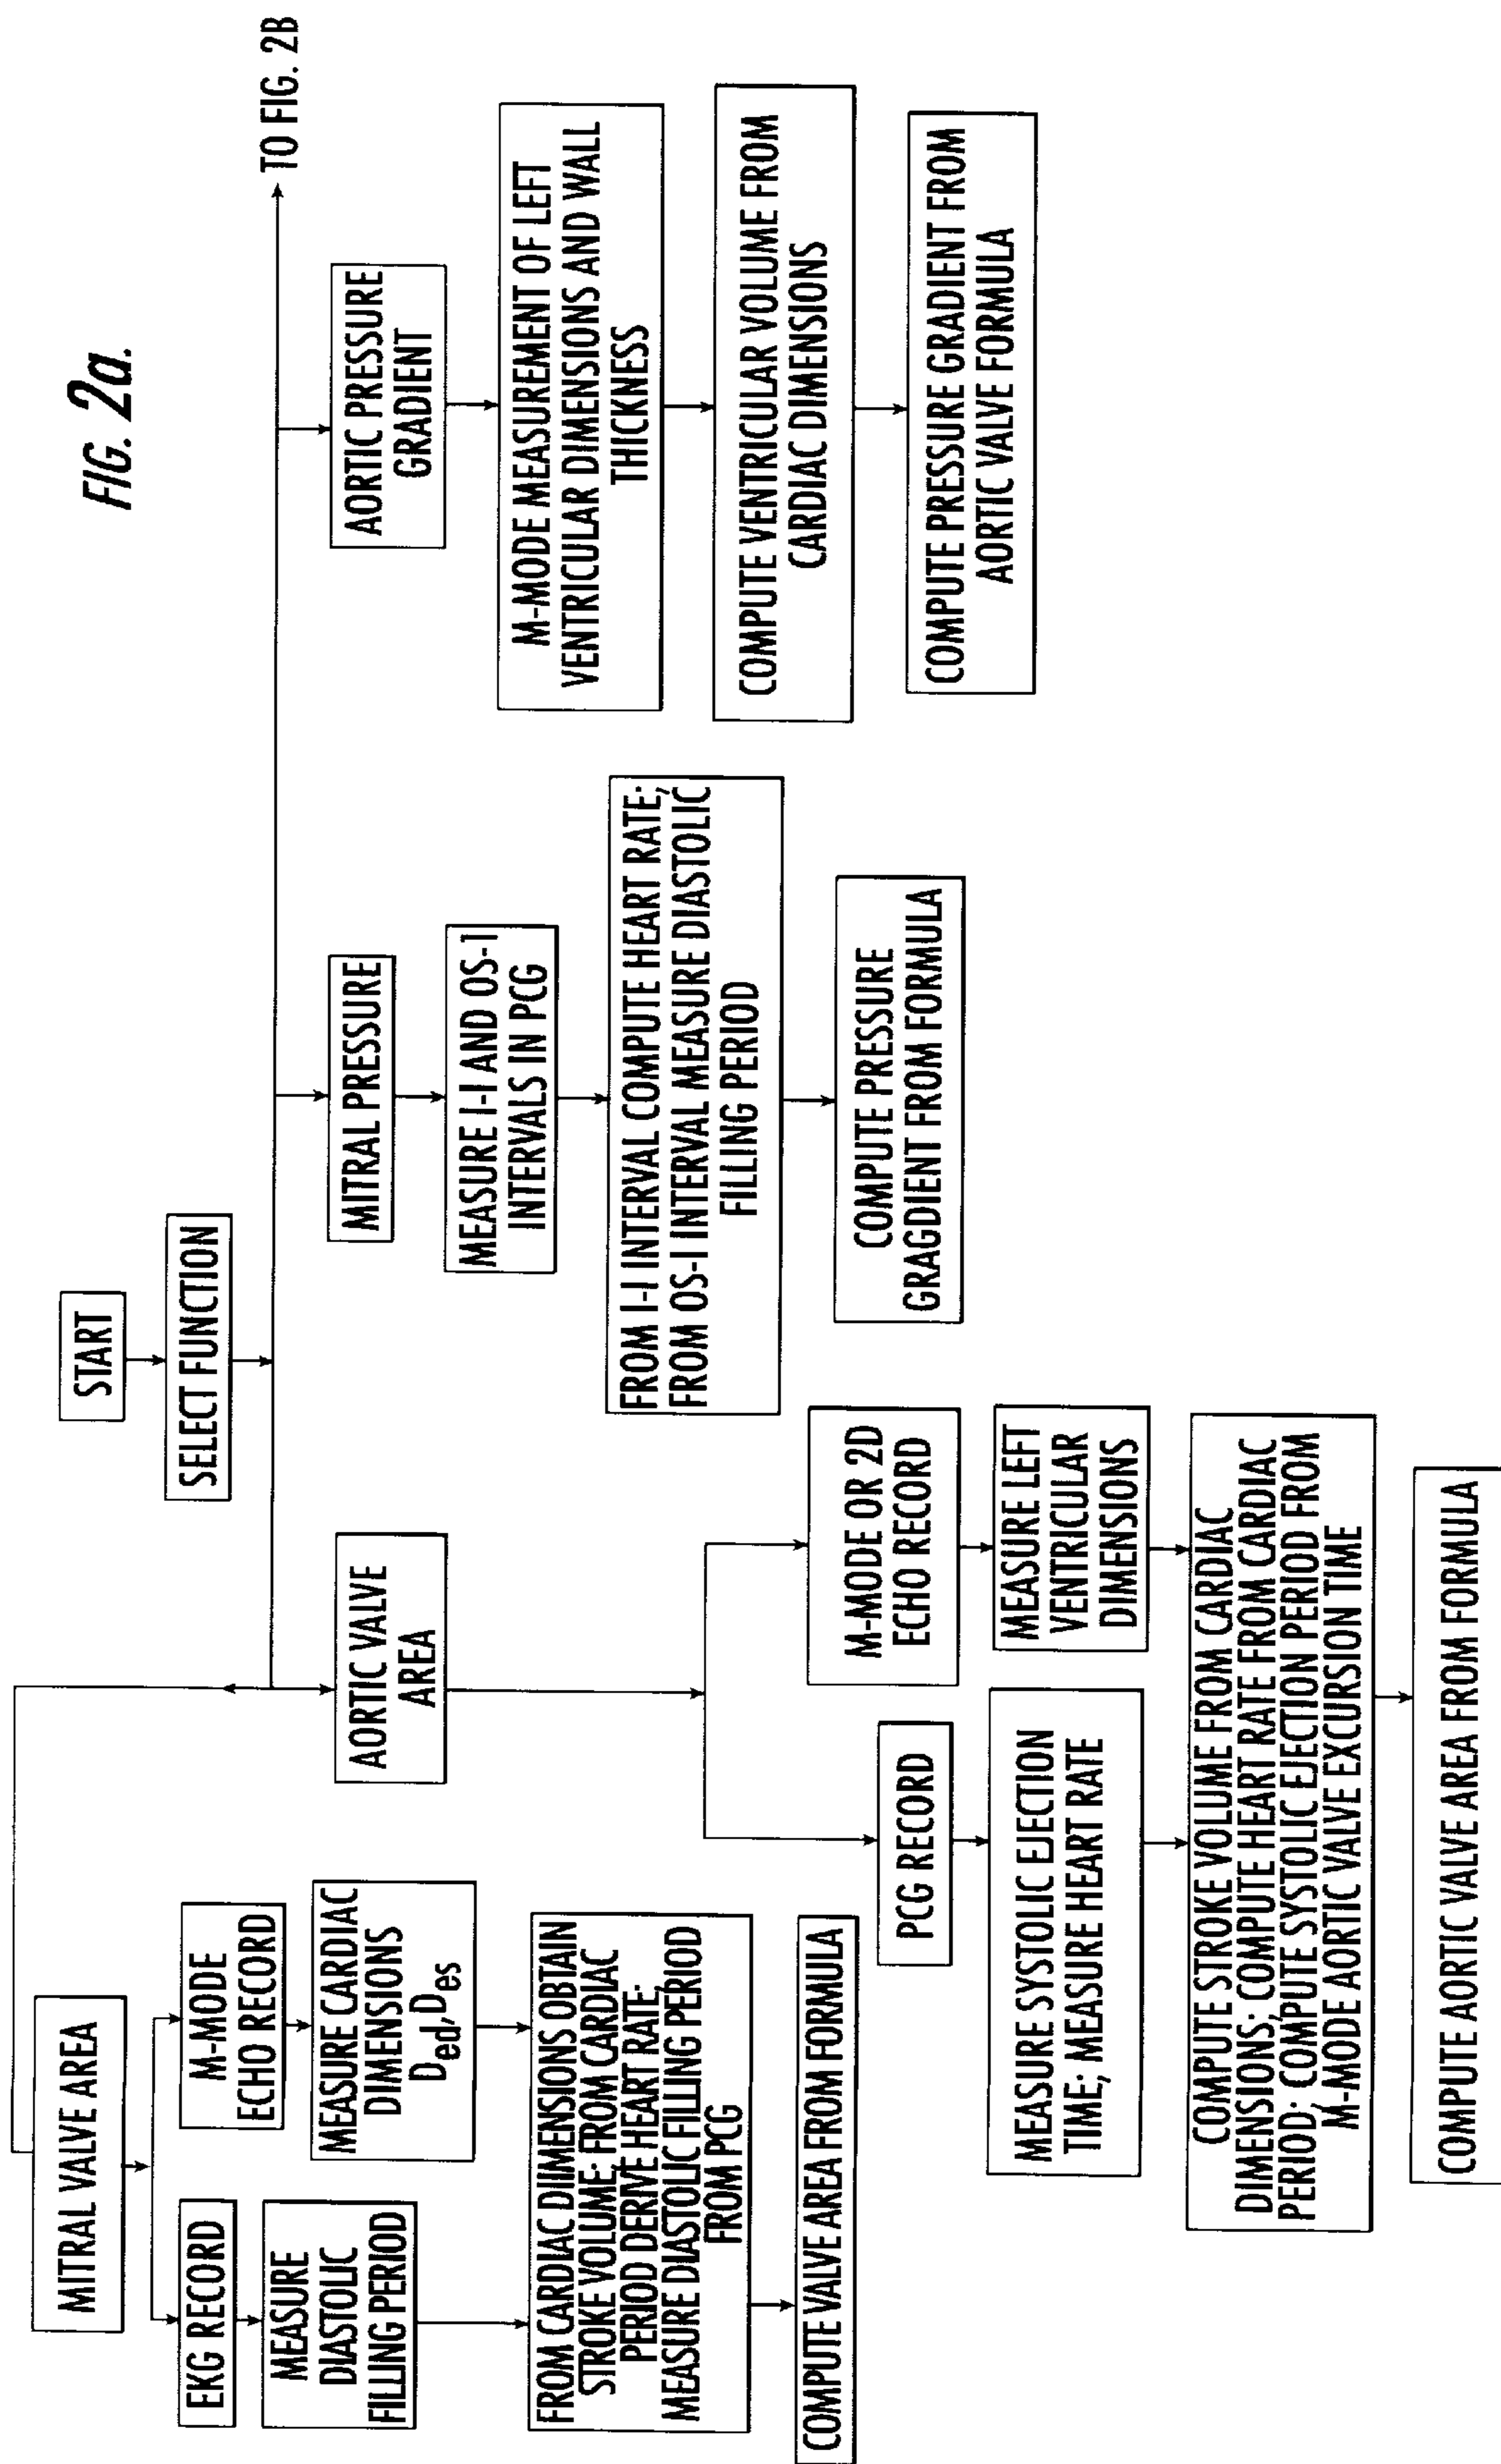 FIG. 2a.
START
SELECT FUNCTION
TO FIG. 2B
MITRAL VALVE AREA
EKG RECORD
MEASURE
DIASTOLIC
FILLING PERIOD
M-MODE
ECHO RECORD
MEASURE CARDIAC
DIMENSIONS
Ded, Des
FROM CARDIAC DIMENSIONS OBTAIN
STROKE VOLUME; FROM CARDIAC
PERIOD DERIVE HEART RATE;
MEASURE DIASTOLIC FILLING PERIOD
FROM PCG
COMPUTE VALVE AREA FROM FORMULA
AORTIC VALVE
AREA
PCG RECORD
MEASURE SYSTOLIC EJECTION
TIME; MEASURE HEART RATE
M-MODE OR 2D
ECHO RECORD
MEASURE LEFT
VENTRICULAR
DIMENSIONS
COMPUTE STROKE VOLUME FROM CARDIAC
DIMENSIONS; COMPUTE HEART RATE FROM CARDIAC
PERIOD; COMPUTE SYSTOLIC EJECTION PERIOD FROM
M-MODE AORTIC VALVE EXCURSION TIME
COMPUTE AORTIC VALVE AREA FROM FORMULA
MITRAL PRESSURE
MEASURE I-I AND OS-I
INTERVALS IN PCG
FROM I-I INTERVAL COMPUTE HEART RATE;
FROM OS-I INTERVAL MEASURE DIASTOLIC
FILLING PERIOD
COMPUTE PRESSURE
GRAGDIENT FROM FORMULA
AORTIC PRESSURE
GRADIENT
M-MODE MEASUREMENT OF LEFT
VENTRICULAR DIMENSIONS AND WALL
THICKNESS
COMPUTE VENTRICULAR VOLUME FROM
CARDIAC DIMENSIONS
COMPUTE PRESSURE GRADIENT FROM
AORTIC VALVE FORMULA